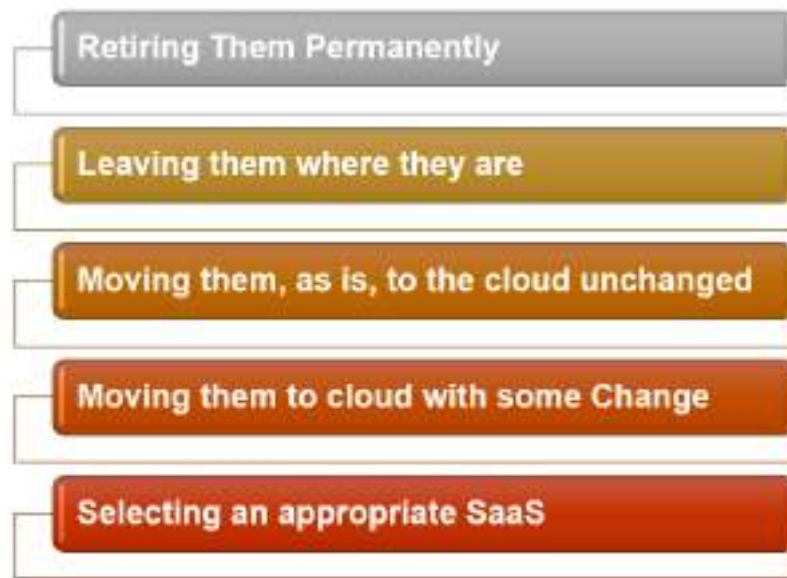 Retiring Them Permanently
Leaving them where they are
Moving them, as is, to the cloud unchanged
Moving them to cloud with some Change
Selecting an appropriate SaaS